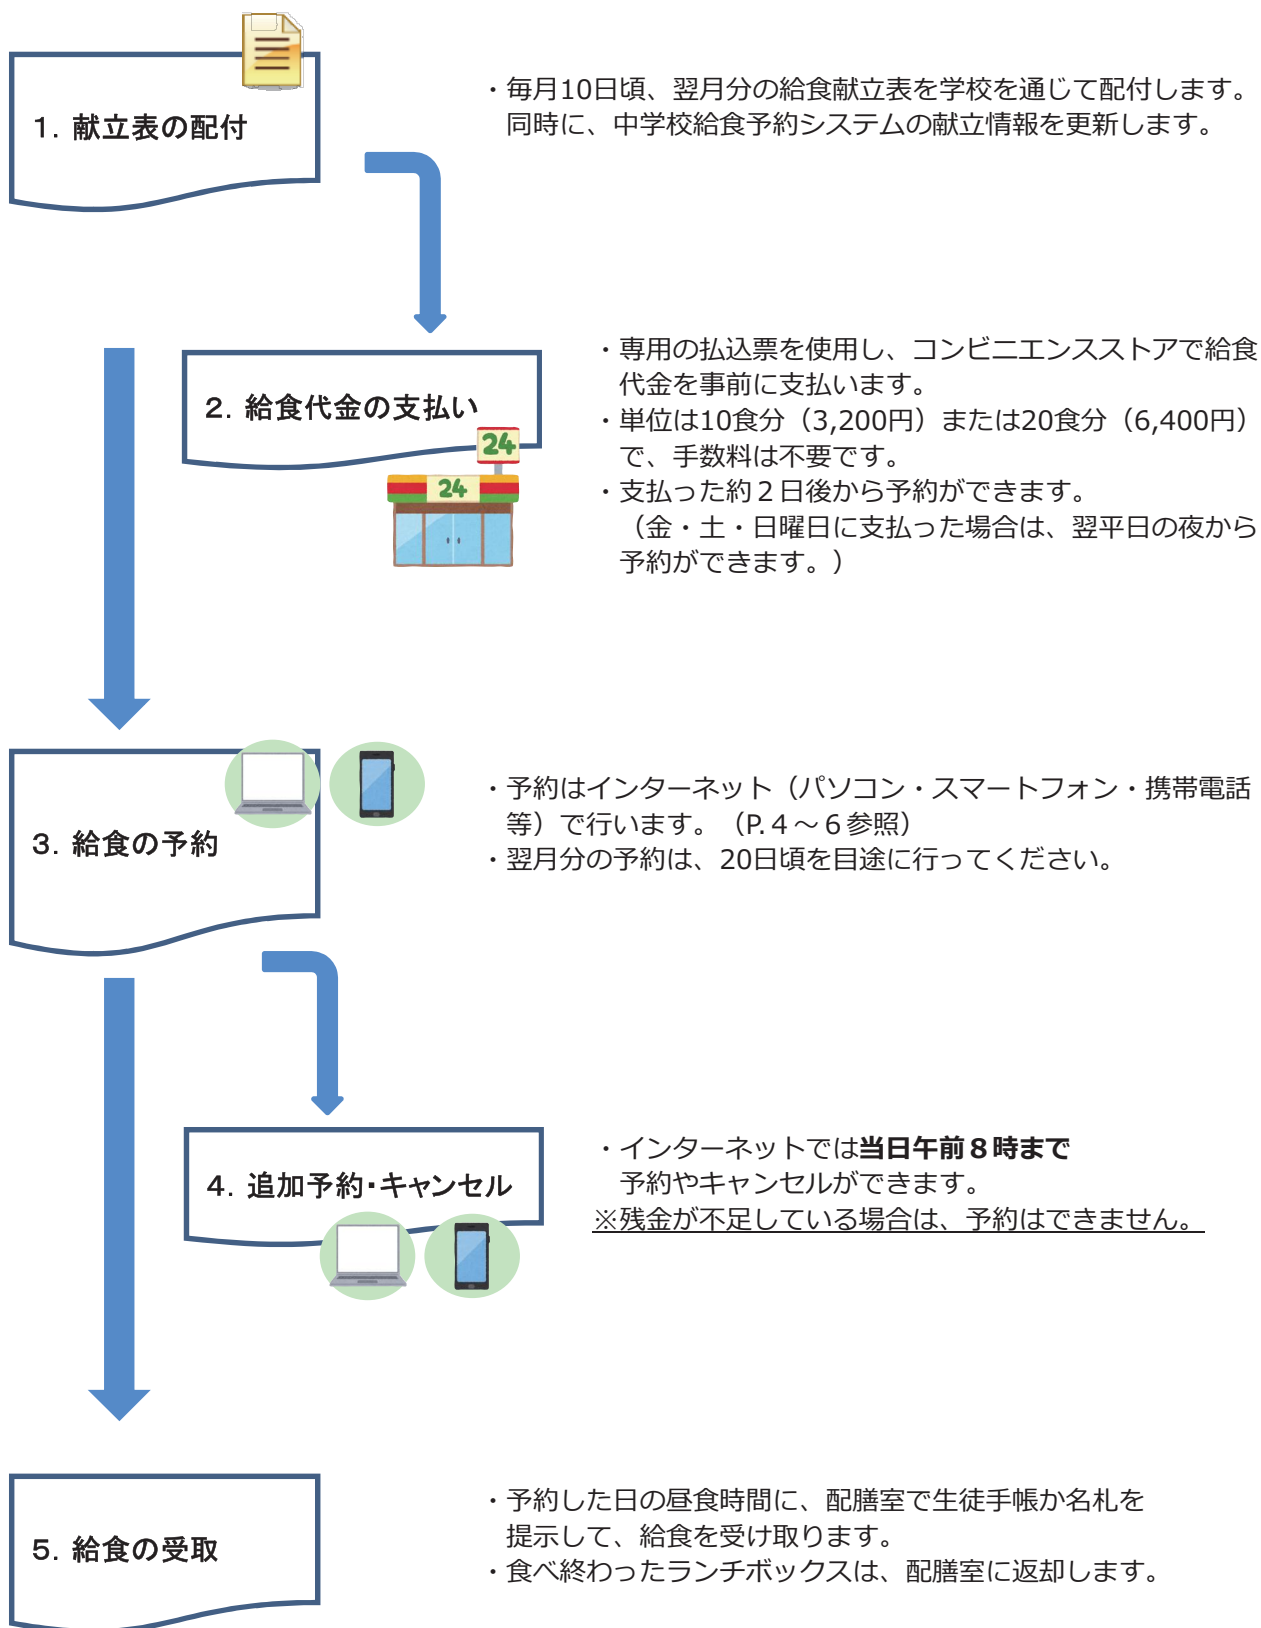 1. 献立表の配付
・毎月10日頃、翌月分の給食献立表を学校を通じて配付します。
同時に、中学校給食予約システムの献立情報を更新します。
2. 給食代金の支払い
24
24
・専用の払込票を使用し、コンビニエンスストアで給食
代金を事前に支払います。
・単位は10食分（3,200円）または20食分（6,400円）
で、手数料は不要です。
・支払った約２日後から予約ができます。
（金・土・日曜日に支払った場合は、翌平日の夜から
予約ができます。）
3. 給食の予約
・予約はインターネット（パソコン・スマートフォン・携帯電話
等）で行います。（P.４～６参照）
・翌月分の予約は、20日頃を目途に行ってください。
4. 追加予約・キャンセル
・インターネットでは当日午前８時まで
予約やキャンセルができます。
※残金が不足している場合は、予約はできません。
5. 給食の受取
・予約した日の昼食時間に、配膳室で生徒手帳か名札を
提示して、給食を受け取ります。
・食べ終わったランチボックスは、配膳室に返却します。